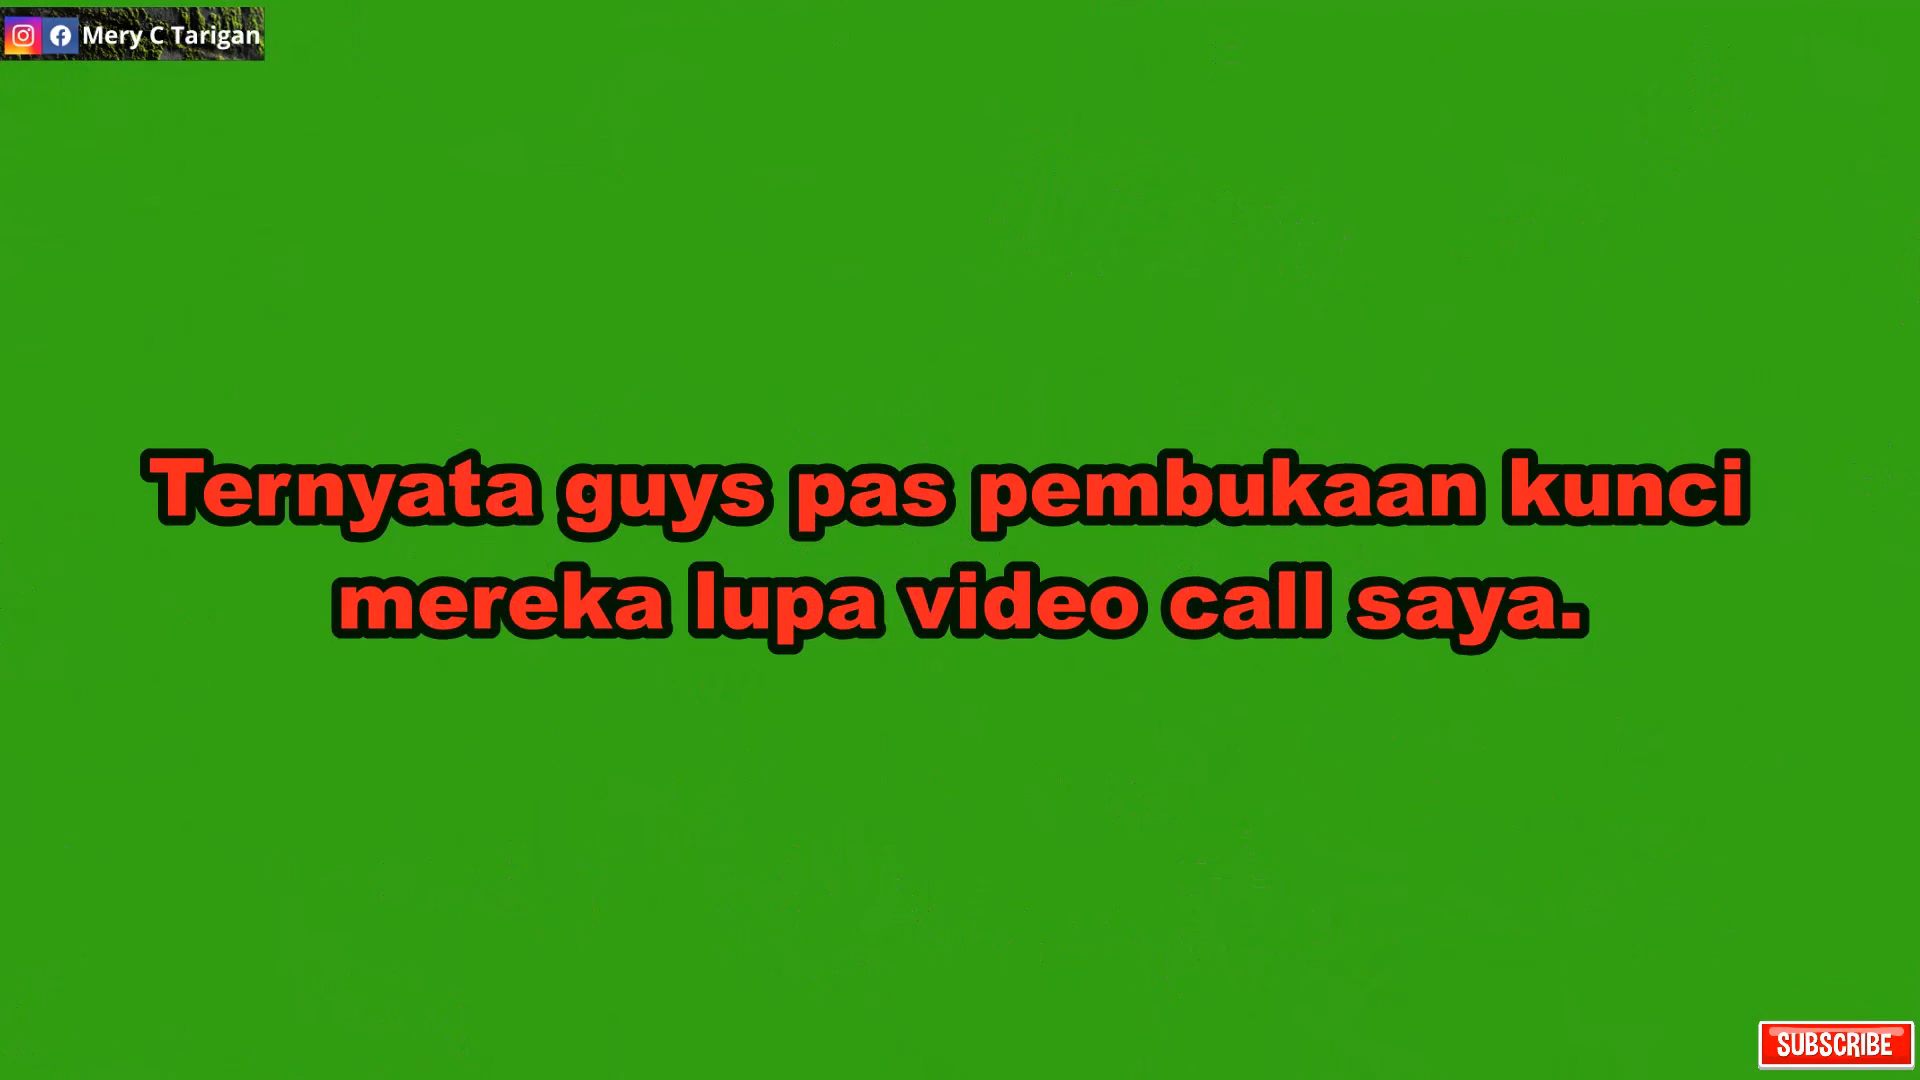 Mery C Tarigan
Ternyata guys pas pembukaan kunci
mereka lupa video call saya.
SUBSCRIBE